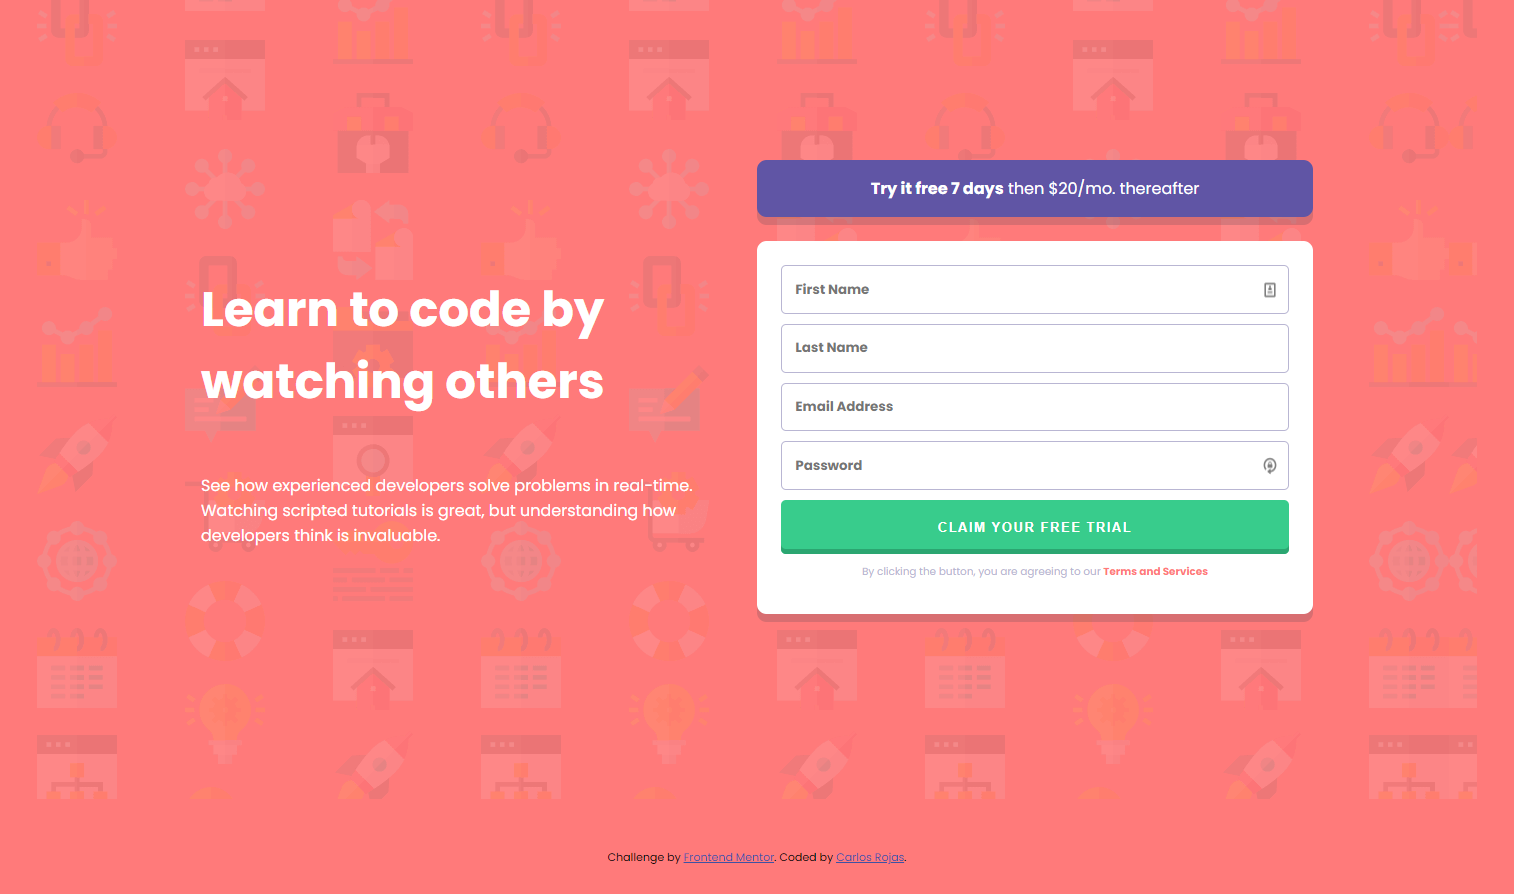 Learn to code by
watching others
See how experienced developers solve problems in real-time.
Watching scripted tutorials is great, but understanding how
developers think is invaluable.
Try it free 7 days then $20/mo. thereafter
First Name
Last Name
Email Address
Password
CLAIM YOUR FREE TRIAL
By clicking the button, you are agreeing to our Terms and Services
Challenge by Frontend Mentor. Coded by Carlos Rojas.